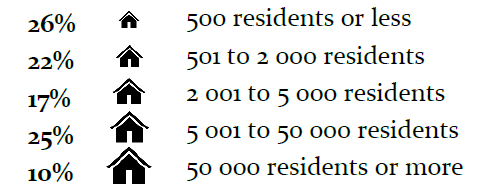 26% 500 residents or less
22% 501 to 2 000 residents
17% 2 001 to 5 000 residents
25% 5 001 to 50 000 residents
10% 50 000 residents or more